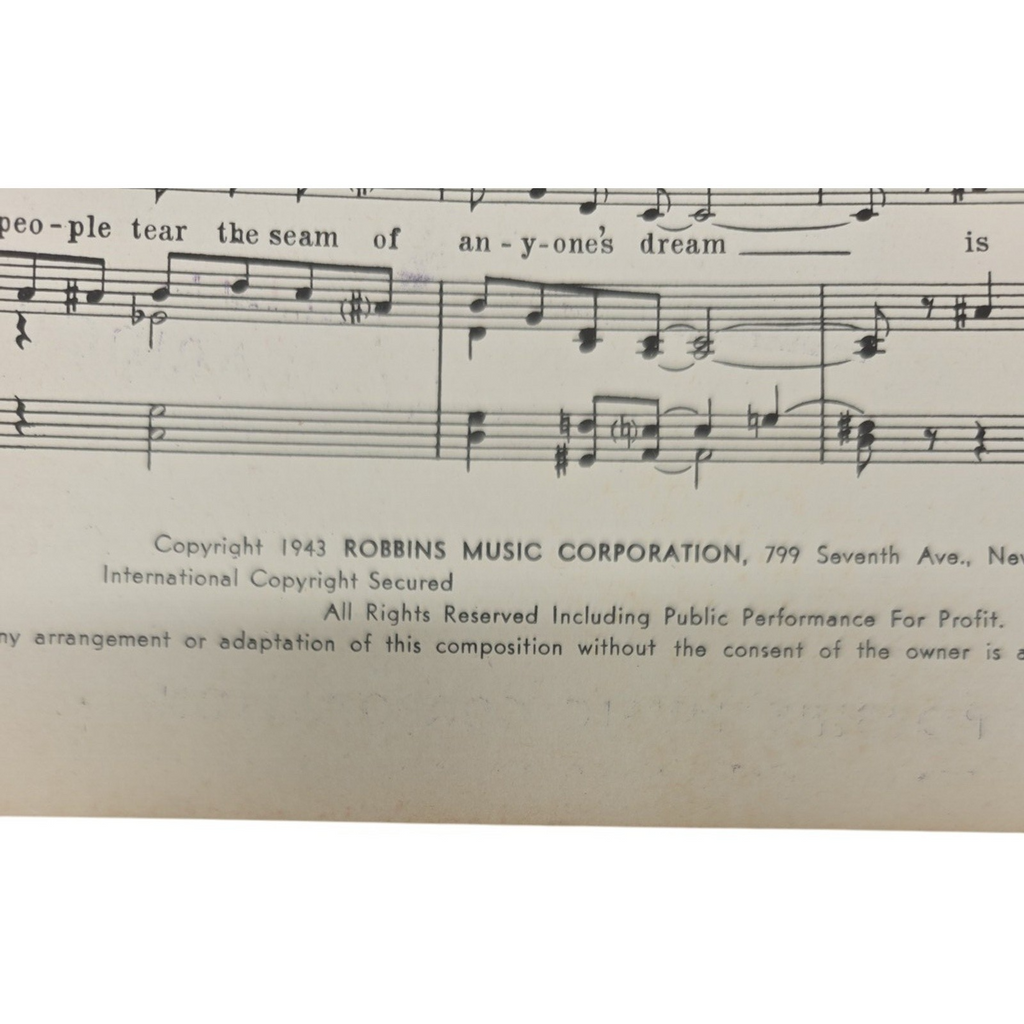 peo-ple tear the seam of an-y-one's dream is
Copyright 1943 ROBBINS MUSIC CORPORATION, 799 Seventh Ave.,
International Copyright Secured
All Rights Reserved Including Public Performance For Profit.
arrangement or adaptation of this composition without the consent of the owner is